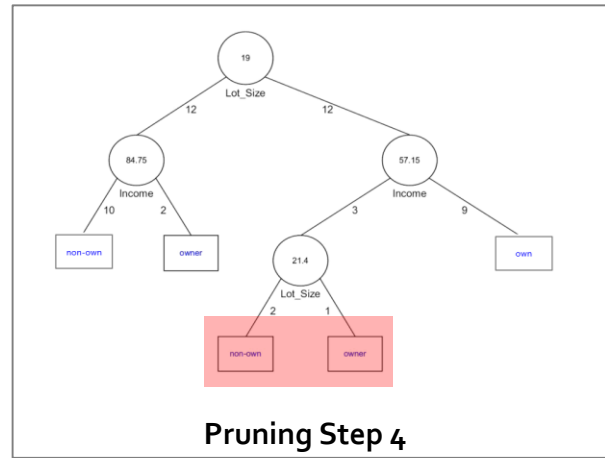 19
Lot_Size
12
12
84.75
57.15
Income
Income
10
2
3
9
non-own
owner
own
21.4
Lot_Size
2
1
non-own
owner
Pruning Step 4